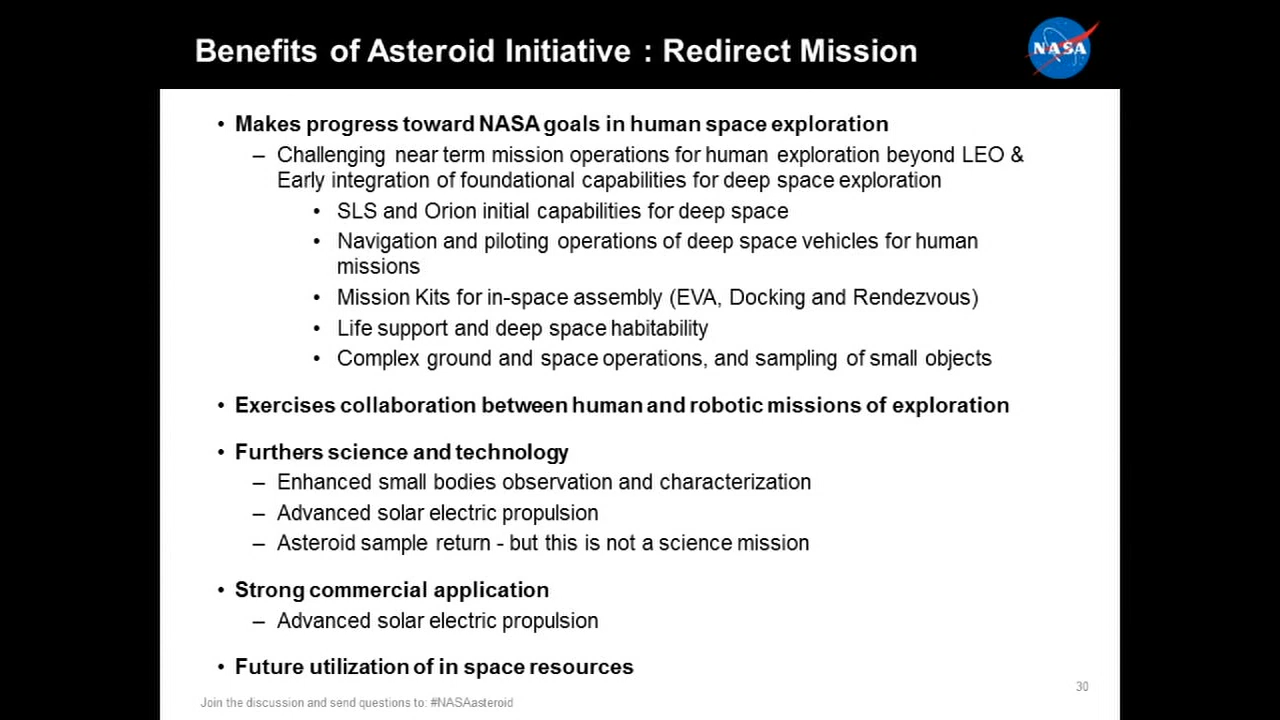 Benefits of Asteroid Initiative : Redirect Mission
NASA
• Makes progress toward NASA goals in human space exploration
– Challenging near term mission operations for human exploration beyond LEO &
Early integration of foundational capabilities for deep space exploration
• SLS and Orion initial capabilities for deep space
• Navigation and piloting operations of deep space vehicles for human
missions
• Mission Kits for in-space assembly (EVA, Docking and Rendezvous)
• Life support and deep space habitability
• Complex ground and space operations, and sampling of small objects
• Exercises collaboration between human and robotic missions of exploration
• Furthers science and technology
– Enhanced small bodies observation and characterization
– Advanced solar electric propulsion
– Asteroid sample return - but this is not a science mission
• Strong commercial application
– Advanced solar electric propulsion
• Future utilization of in space resources
30
Join the discussion and send questions to: #NASAasteroid